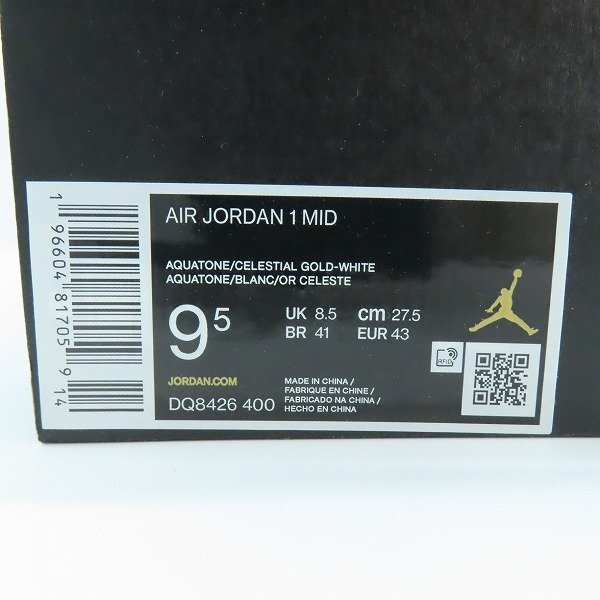 AIR JORDAN 1 MID
AQUATONE/CELESTIAL GOLD-WHITE
AQUATONE/BLANC/OR CELESTE
9 5
UK 8.5 cm 27.5
BR 41 EUR 43
RFID
JORDAN.COM
DQ8426 400
MADE IN CHINA /
FABRIQUE EN CHINE /
FABRICADO NA CHINA /
HECHO EN CHINA
1 96604 81705 9 14